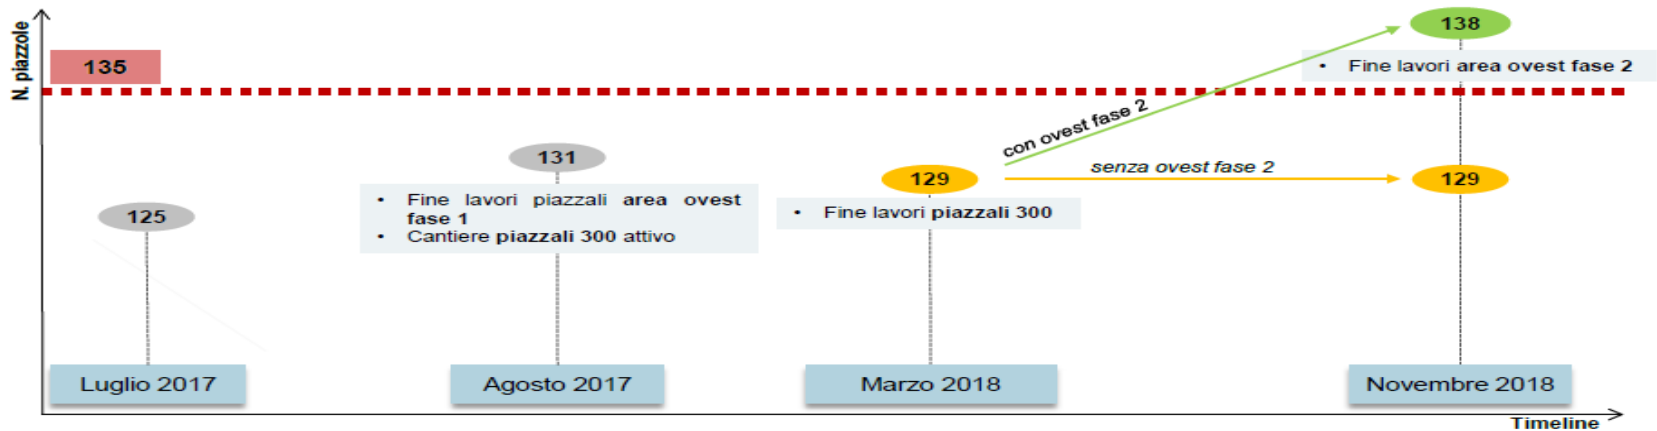 N. piazzole
135
138
• Fine lavori area ovest fase 2
con ovest fase 2
131
• Fine lavori piazzali area ovest
fase 1
• Cantiere piazzali 300 attivo
129
• Fine lavori piazzali 300
senza ovest fase 2
129
125
Luglio 2017
Agosto 2017
Marzo 2018
Novembre 2018
Timeline